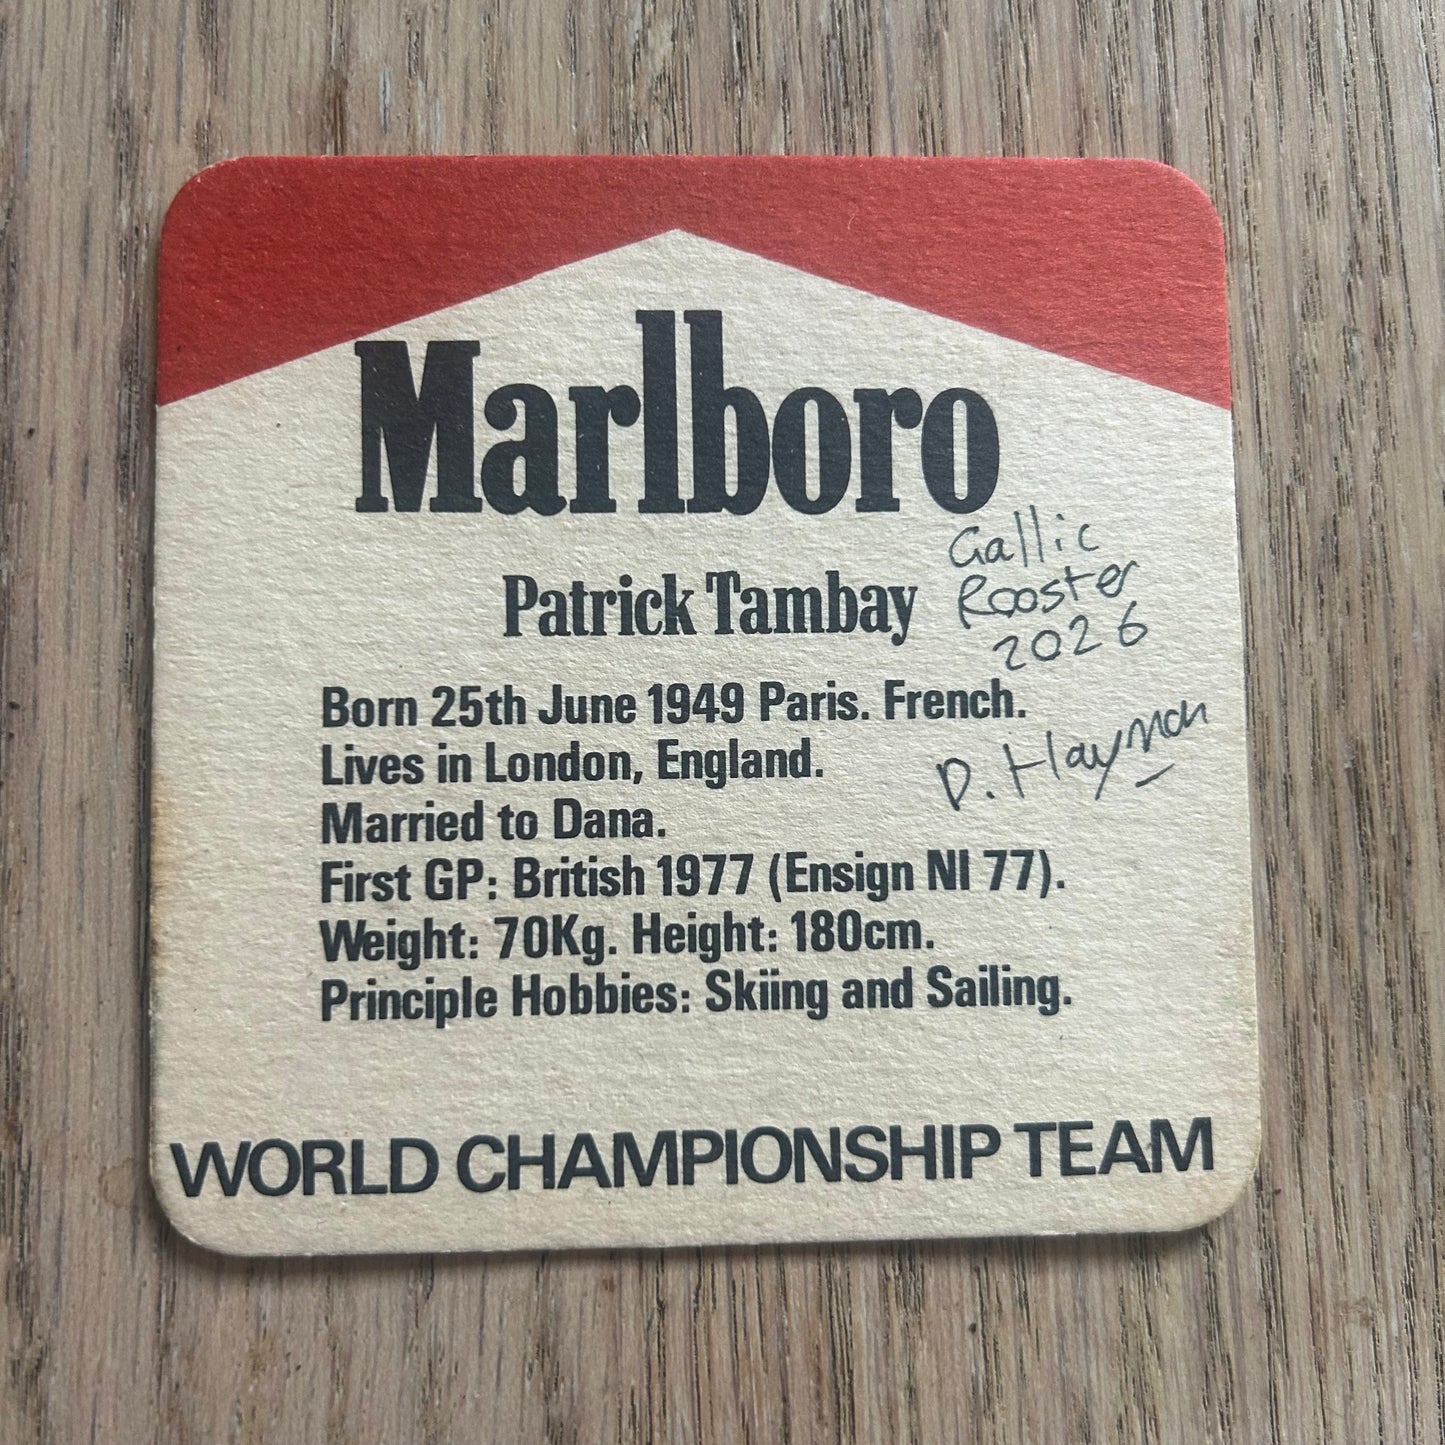 Marlboro
Patrick Tambay
Gallic
Rooster
2026
Born 25th June 1949 Paris. French.
Lives in London, England.
D. Hayman
Married to Dana.
First GP: British 1977 (Ensign NI 77).
Weight: 70Kg. Height: 180cm.
Principle Hobbies: Skiing and Sailing.
WORLD CHAMPIONSHIP TEAM